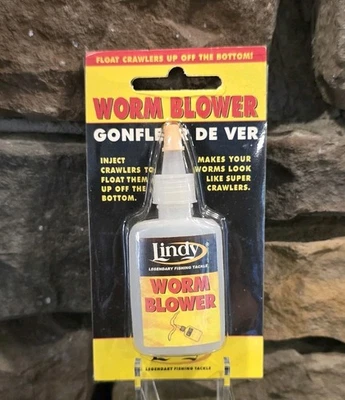 FLOAT CRAWLERS UP OFF THE BOTTOM!
WORM BLOWER
GONFLEUR DE VER
INJECT
CRAWLERS TO
FLOAT THEM
UP OFF THE
BOTTOM.
MAKES YOUR
WORMS LOOK
LIKE SUPER
CRAWLERS.
Lindy
LEGENDARY FISHING TACKLE
WORM
BLOWER
LEGENDARY FISHING TACKLE